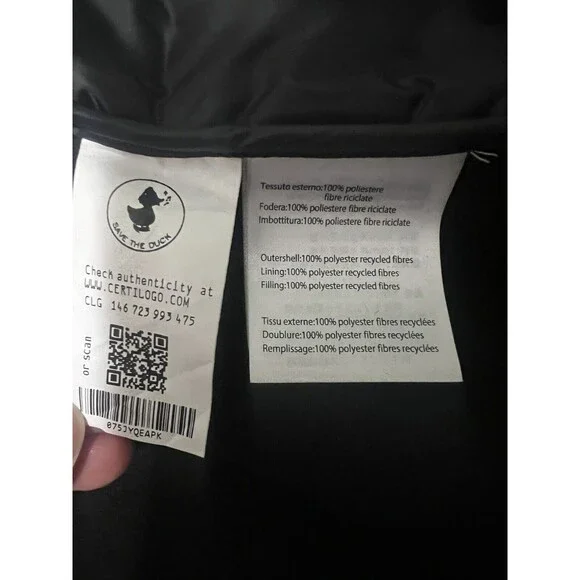 SAVE THE DUCK
Check authenticity at
WWW.CERTILOGO.COM
CLG 146 723 993 475
or scan
075JYQEAPK
Tessuto esterno:100% poliestere
fibre riciclate
Fodera:100% poliestere fibre riciclate
Imbottitura:100% poliestere fibre riciclate
Outershell:100% polyester recycled fibres
Lining:100% polyester recycled fibres
Filling:100% polyester recycled fibres
Tissu externe:100% polyester fibres recyclées
Doublure:100% polyester fibres recyclées
Remplissage:100% polyester fibres recyclées